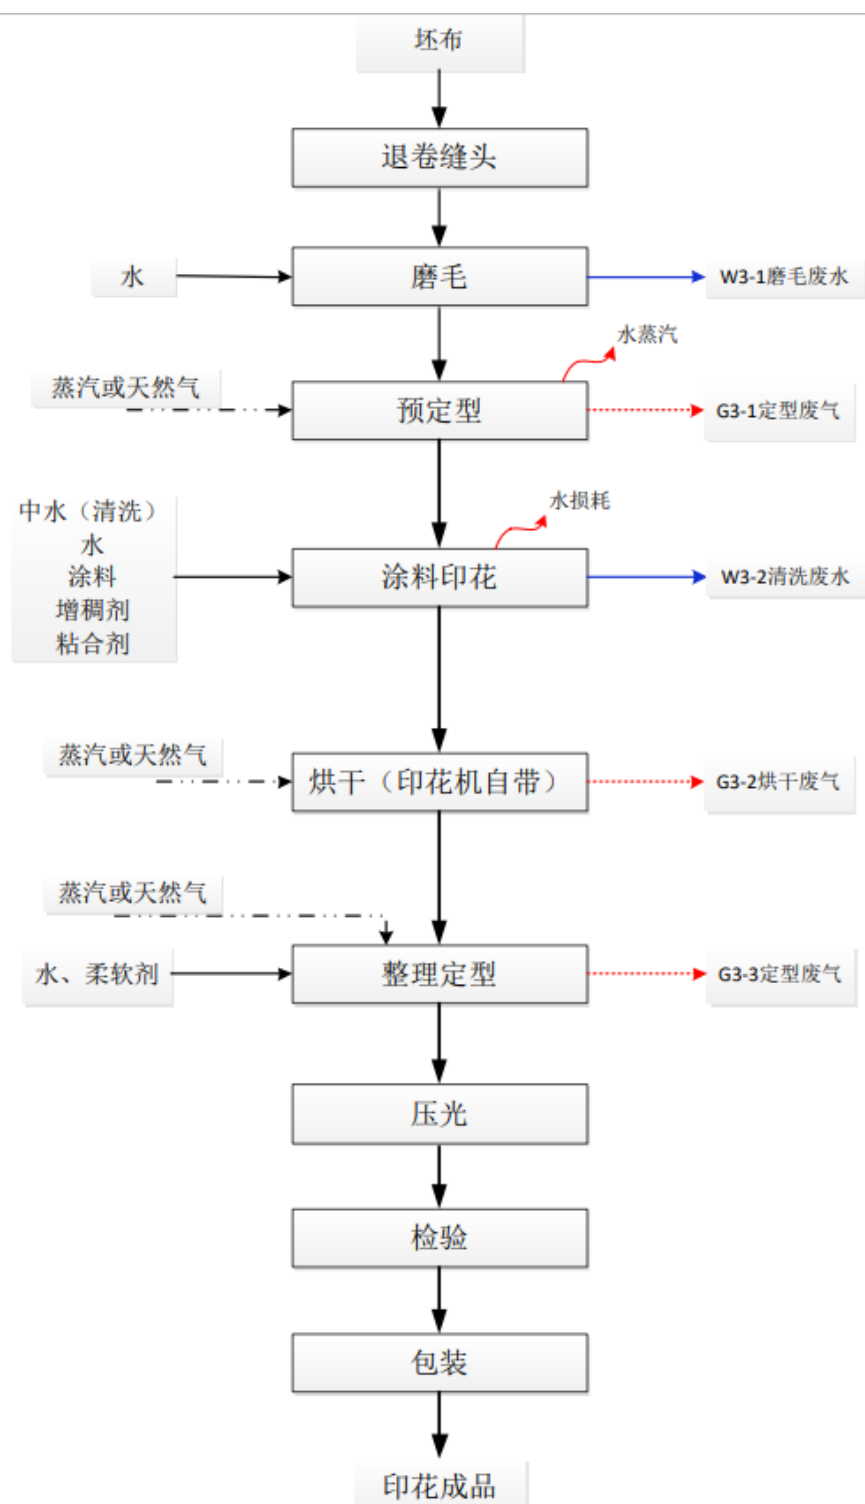 坯布
退卷缝头
水
磨毛
W3-1磨毛废水
水蒸汽
蒸汽或天然气
预定型
G3-1定型废气
水损耗
中水（清洗）
水
涂料
增稠剂
粘合剂
涂料印花
W3-2清洗废水
蒸汽或天然气
烘干（印花机自带）
G3-2烘干废气
蒸汽或天然气
水、柔软剂
整理定型
G3-3定型废气
压光
检验
包装
印花成品